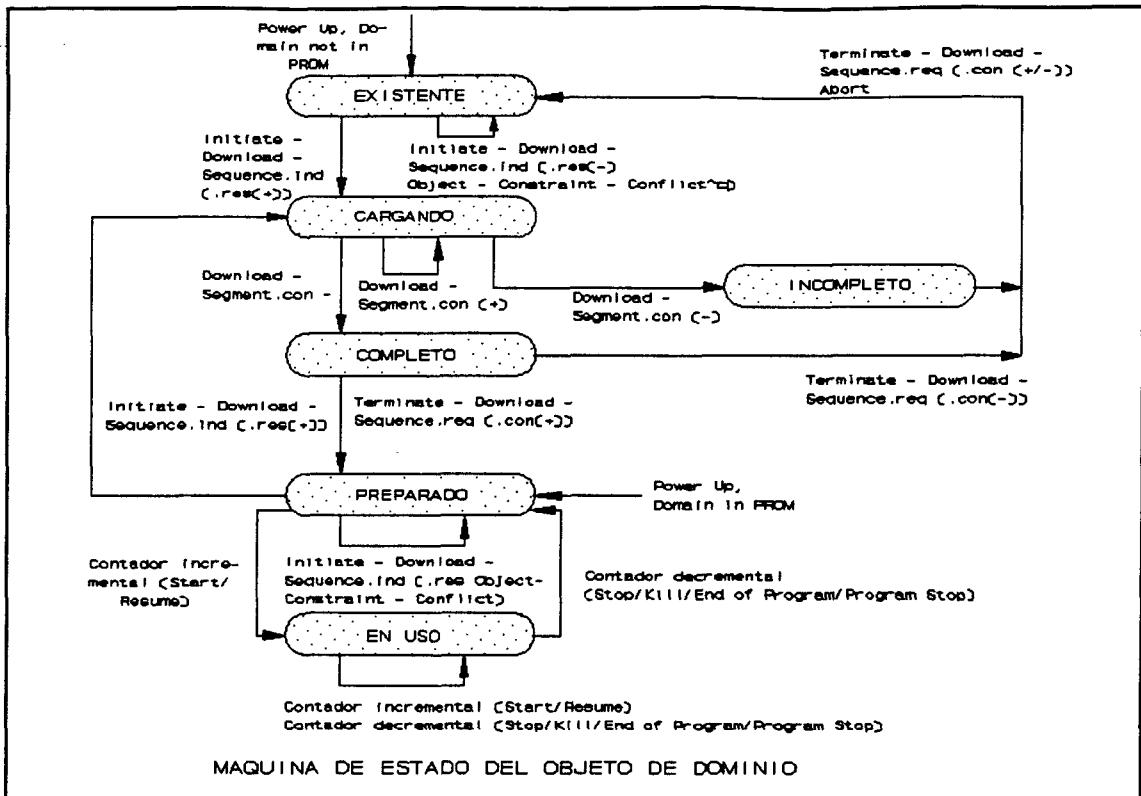 Power Up, Do-
main not in
PROM
Terminate - Download -
Sequence.req (.con (+/-))
Abort
EXISTENTE
Initiate -
Download -
Sequence.ind
(.res(+))
Initiate - Download -
Sequence.ind (.res(-)
Object - Constraint - Conflict^c)
CARGANDO
Download -
Segment.con -
Download -
Segment.con (+)
Download -
Segment.con (-)
INCOMPLETO
COMPLETO
Initiate - Download -
Sequence.ind (.res(+))
Terminate - Download -
Sequence.req (.con(+))
Terminate - Download -
Sequence.req (.con(-))
PREPARADO
Power Up,
Domain in PROM
Contador incre-
mental (Start/
Resume)
Initiate - Download -
Sequence.ind (.res Object-
Constraint - Conflict)
Contador decremental
(Stop/Kill/End of Program/Program Stop)
EN USO
Contador incremental (Start/Resume)
Contador decremental (Stop/Kill/End of Program/Program Stop)
MAQUINA DE ESTADO DEL OBJETO DE DOMINIO